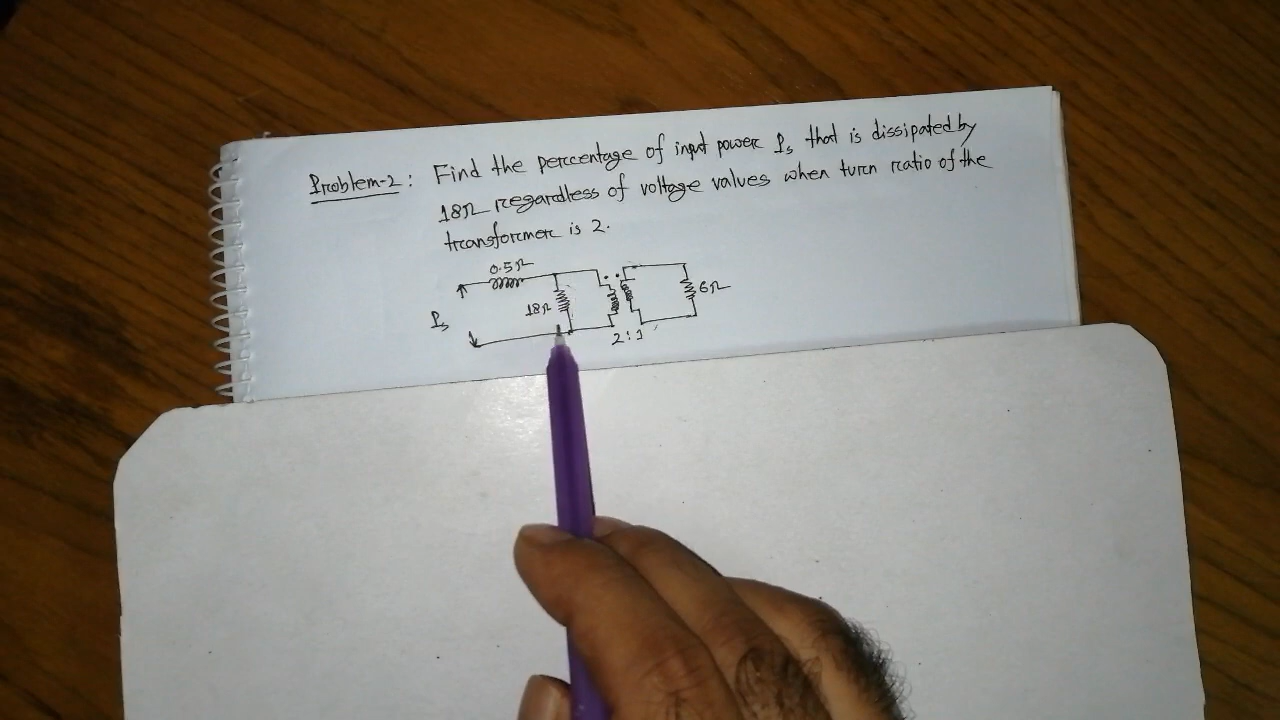 Problem-2: Find the percentage of input power Ps that is dissipated by
18Ω regardless of voltage values when turn ratio of the
transformer is 2.
0.5Ω
18Ω
6Ω
Ps
2:1